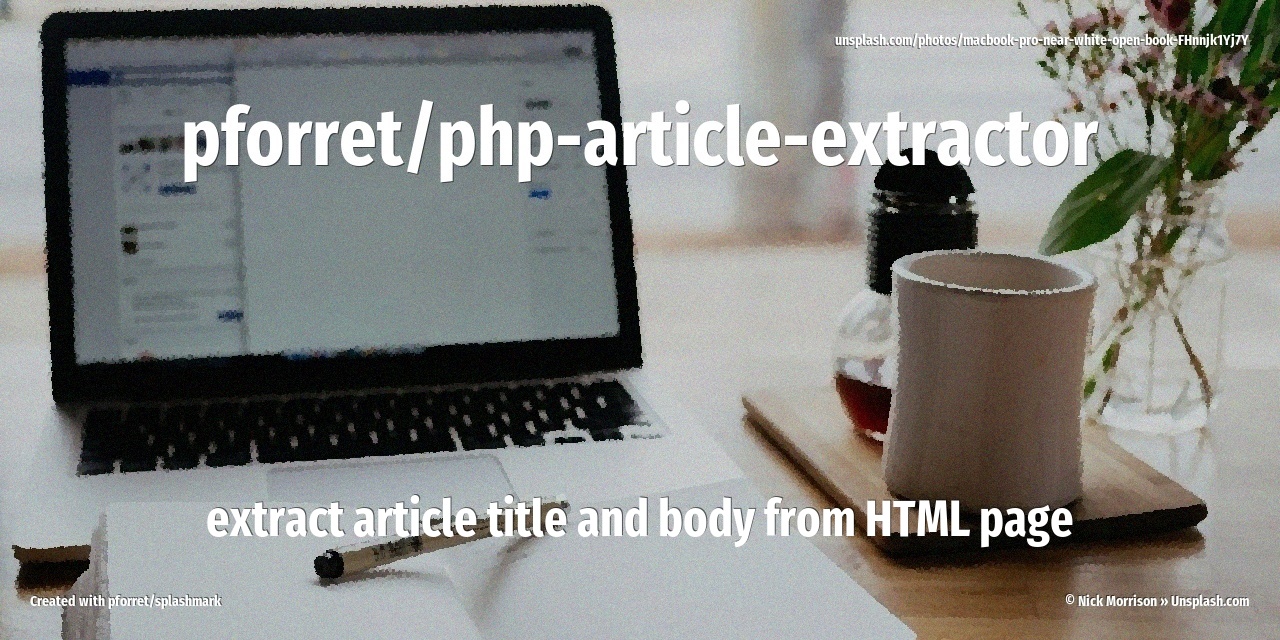 unsplash.com/photos/macbook-pro-near-white-open-book-FHnnjk1Yj7Y
pforret/php-article-extractor
extract article title and body from HTML page
Created with pforret/splashmark
© Nick Morrison » Unsplash.com